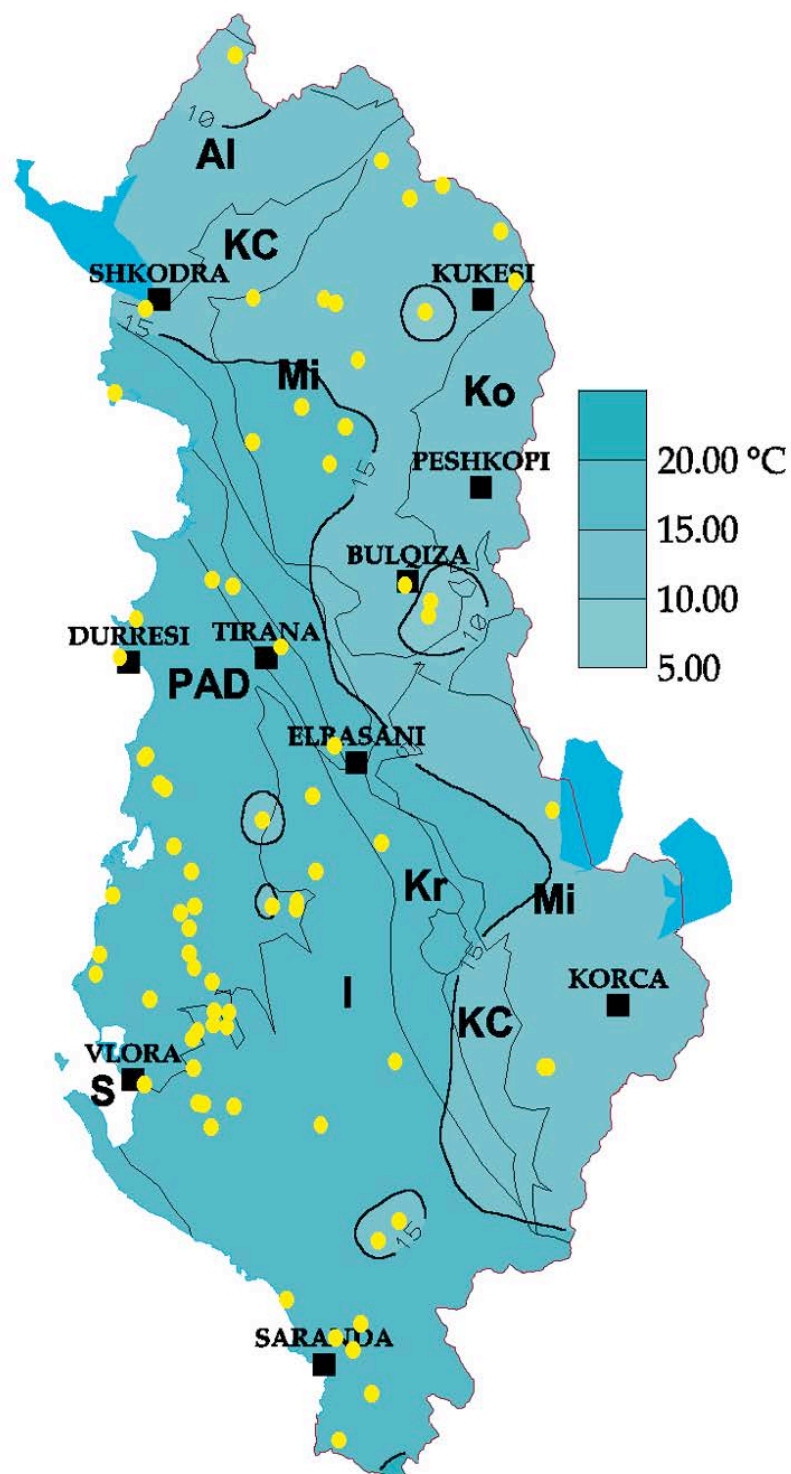 10
Al
KC
SHKODRA
KUKESI
15
Mi
Ko
20.00 °C
15
PESHKOPI
15.00
BULQIZA
10.00
DURRESI
TIRANA
10
5.00
PAD
ELBASANI
Kr
Mi
15
I
KORCA
KC
VLORA
S
15
SARANDA